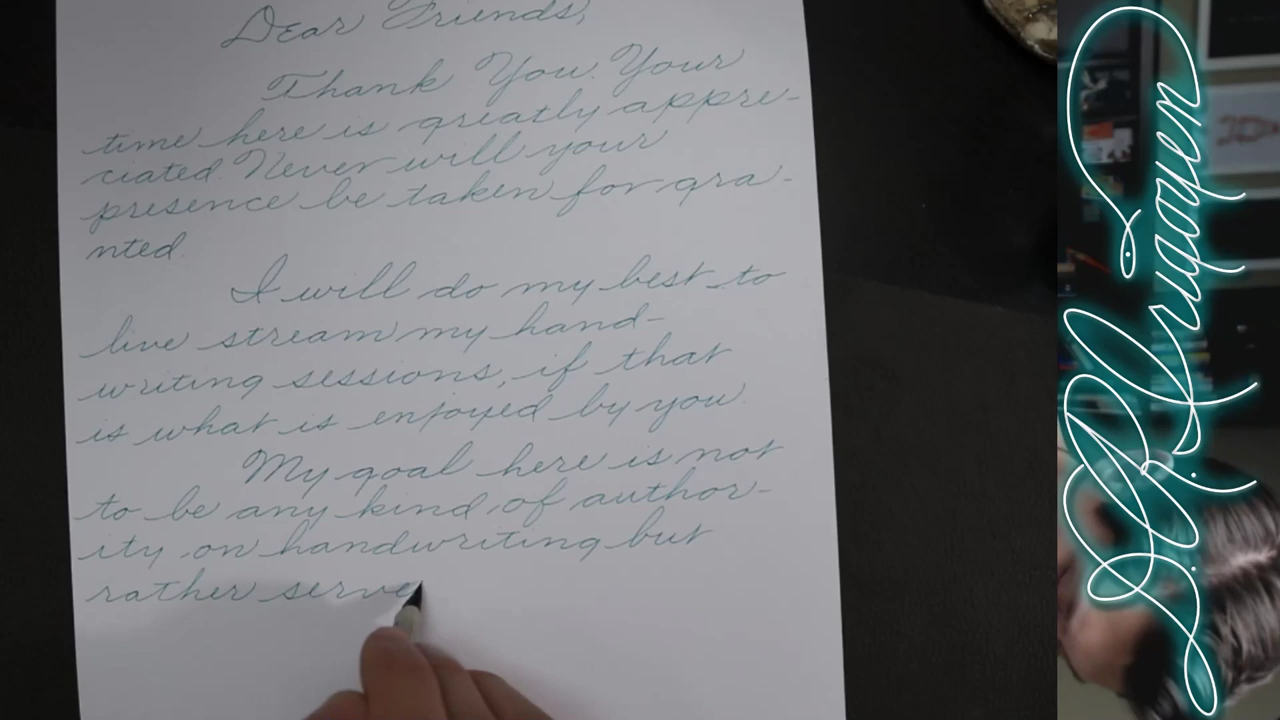 Dear Friends,
Thank You. Your
time here is greatly appre-
ciated. Never will your
presence be taken for gra-
nted.
I will do my best to
live stream my hand-
writing sessions, if that
is what is enjoyed by you.
My goal here is not
to be any kind of author-
ity on handwriting but
rather serve